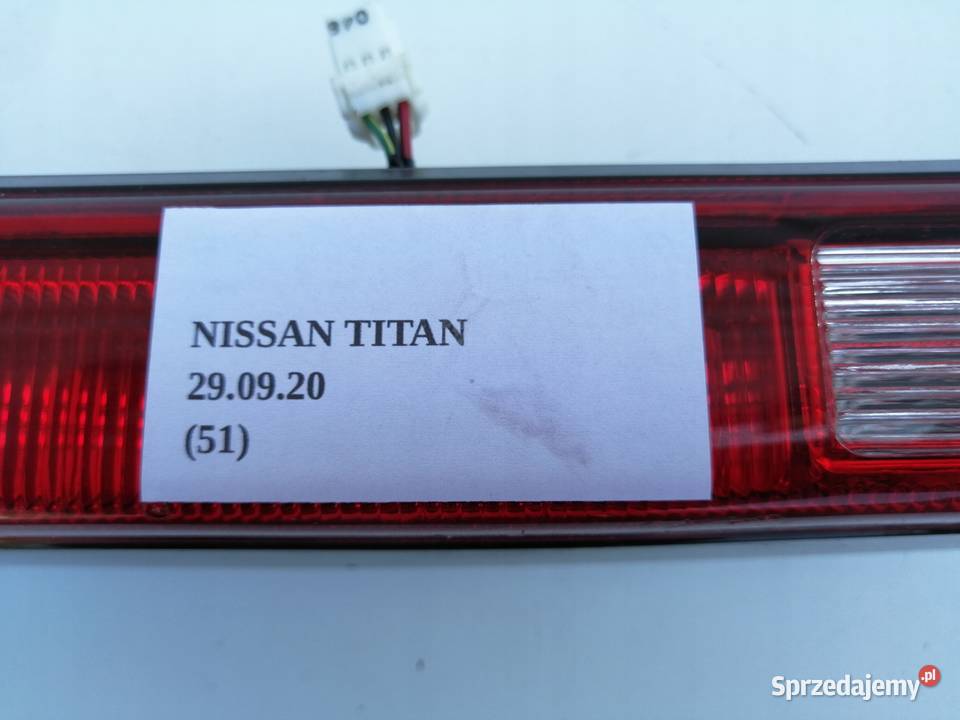 NISSAN TITAN
29.09.20
(51)
Sprzedajemy.pl